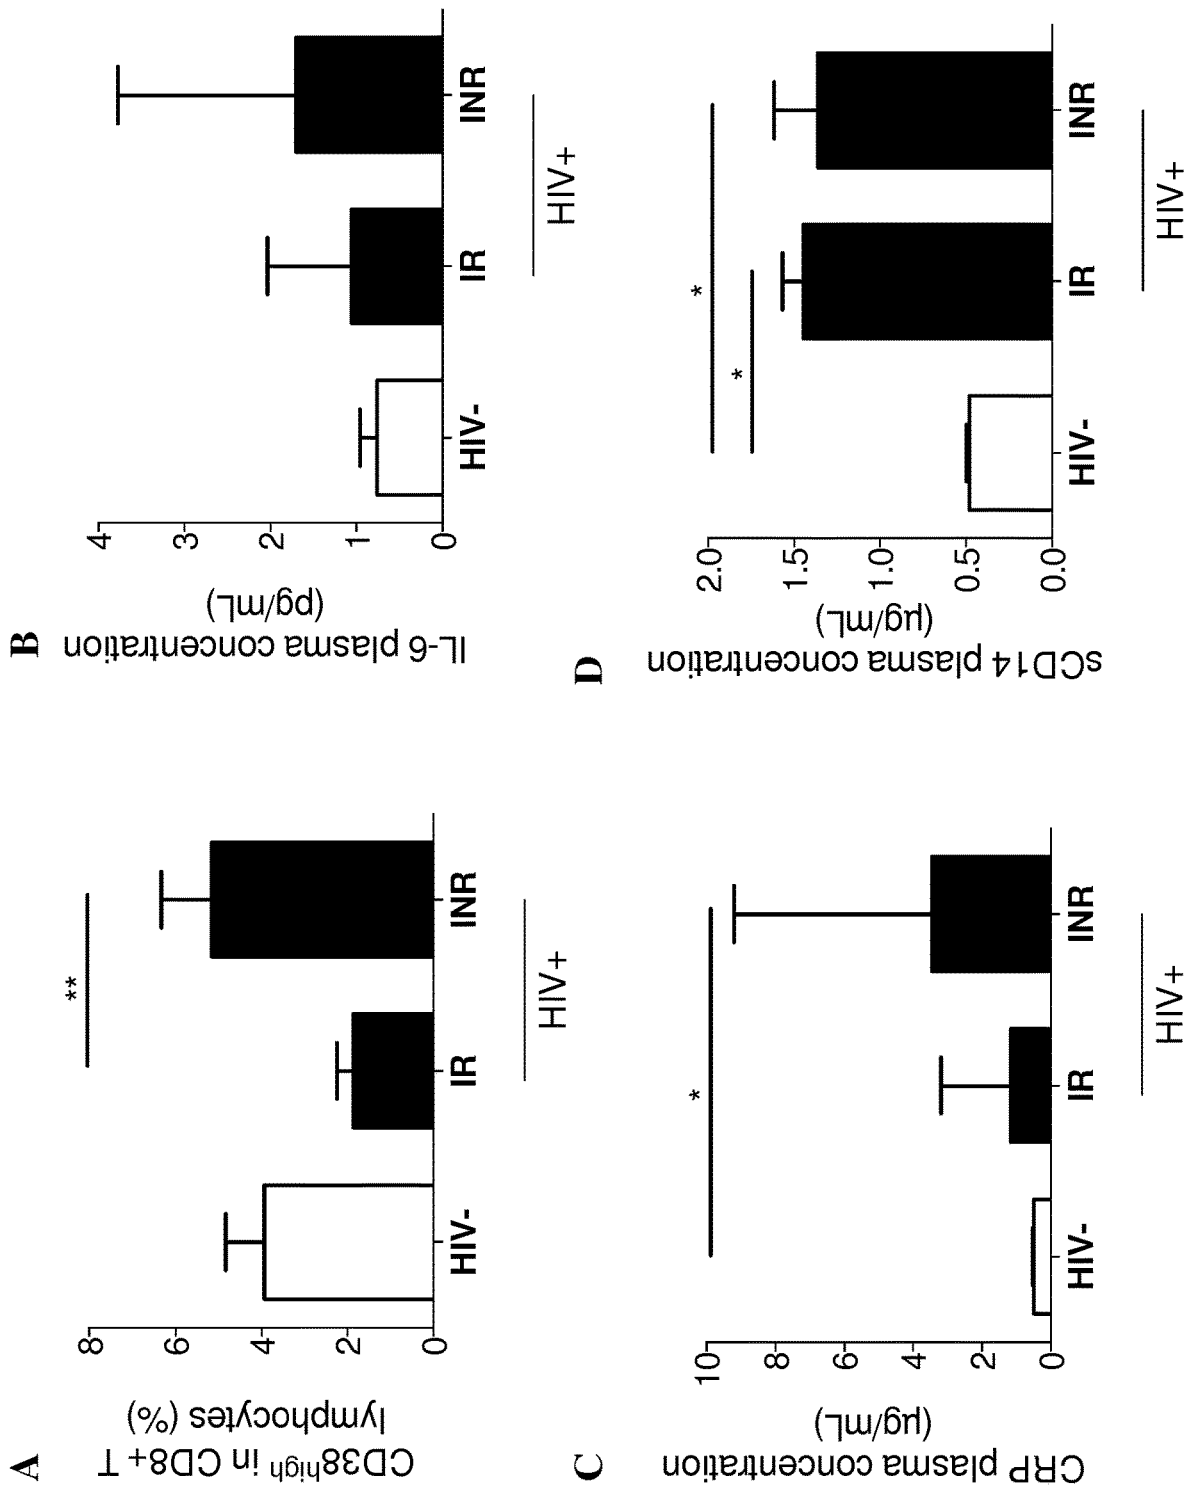 A
CD38high in CD8+ T
lymphocytes (%)
8
6
4
2
0
**
HIV-
IR
INR
HIV+
B
IL-6 plasma concentration
(pg/mL)
4
3
2
1
0
HIV-
IR
INR
HIV+
C
CRP plasma concentration
(µg/mL)
10
8
6
4
2
0
*
HIV-
IR
INR
HIV+
D
sCD14 plasma concentration
(µg/mL)
2.0
1.5
1.0
0.5
0.0
*
*
HIV-
IR
INR
HIV+